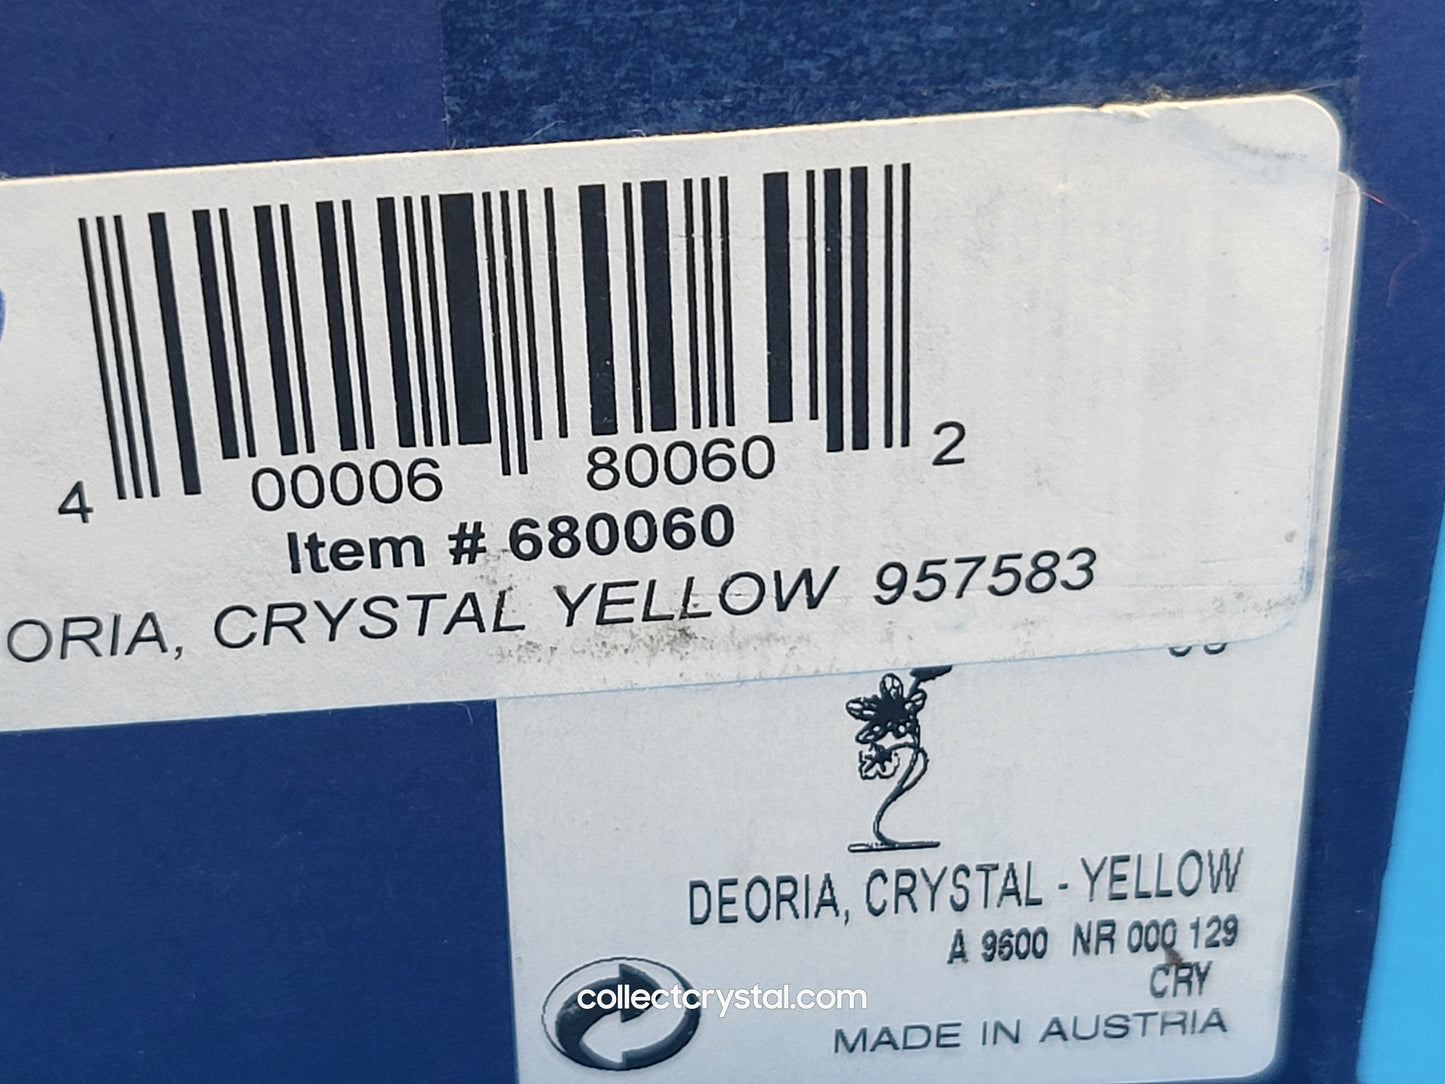 4 00006 80060 2
Item # 680060
ORIA, CRYSTAL YELLOW 957583
DEORIA, CRYSTAL - YELLOW
A 9600 NR 000 129
CRY
collectcrystal.com
MADE IN AUSTRIA